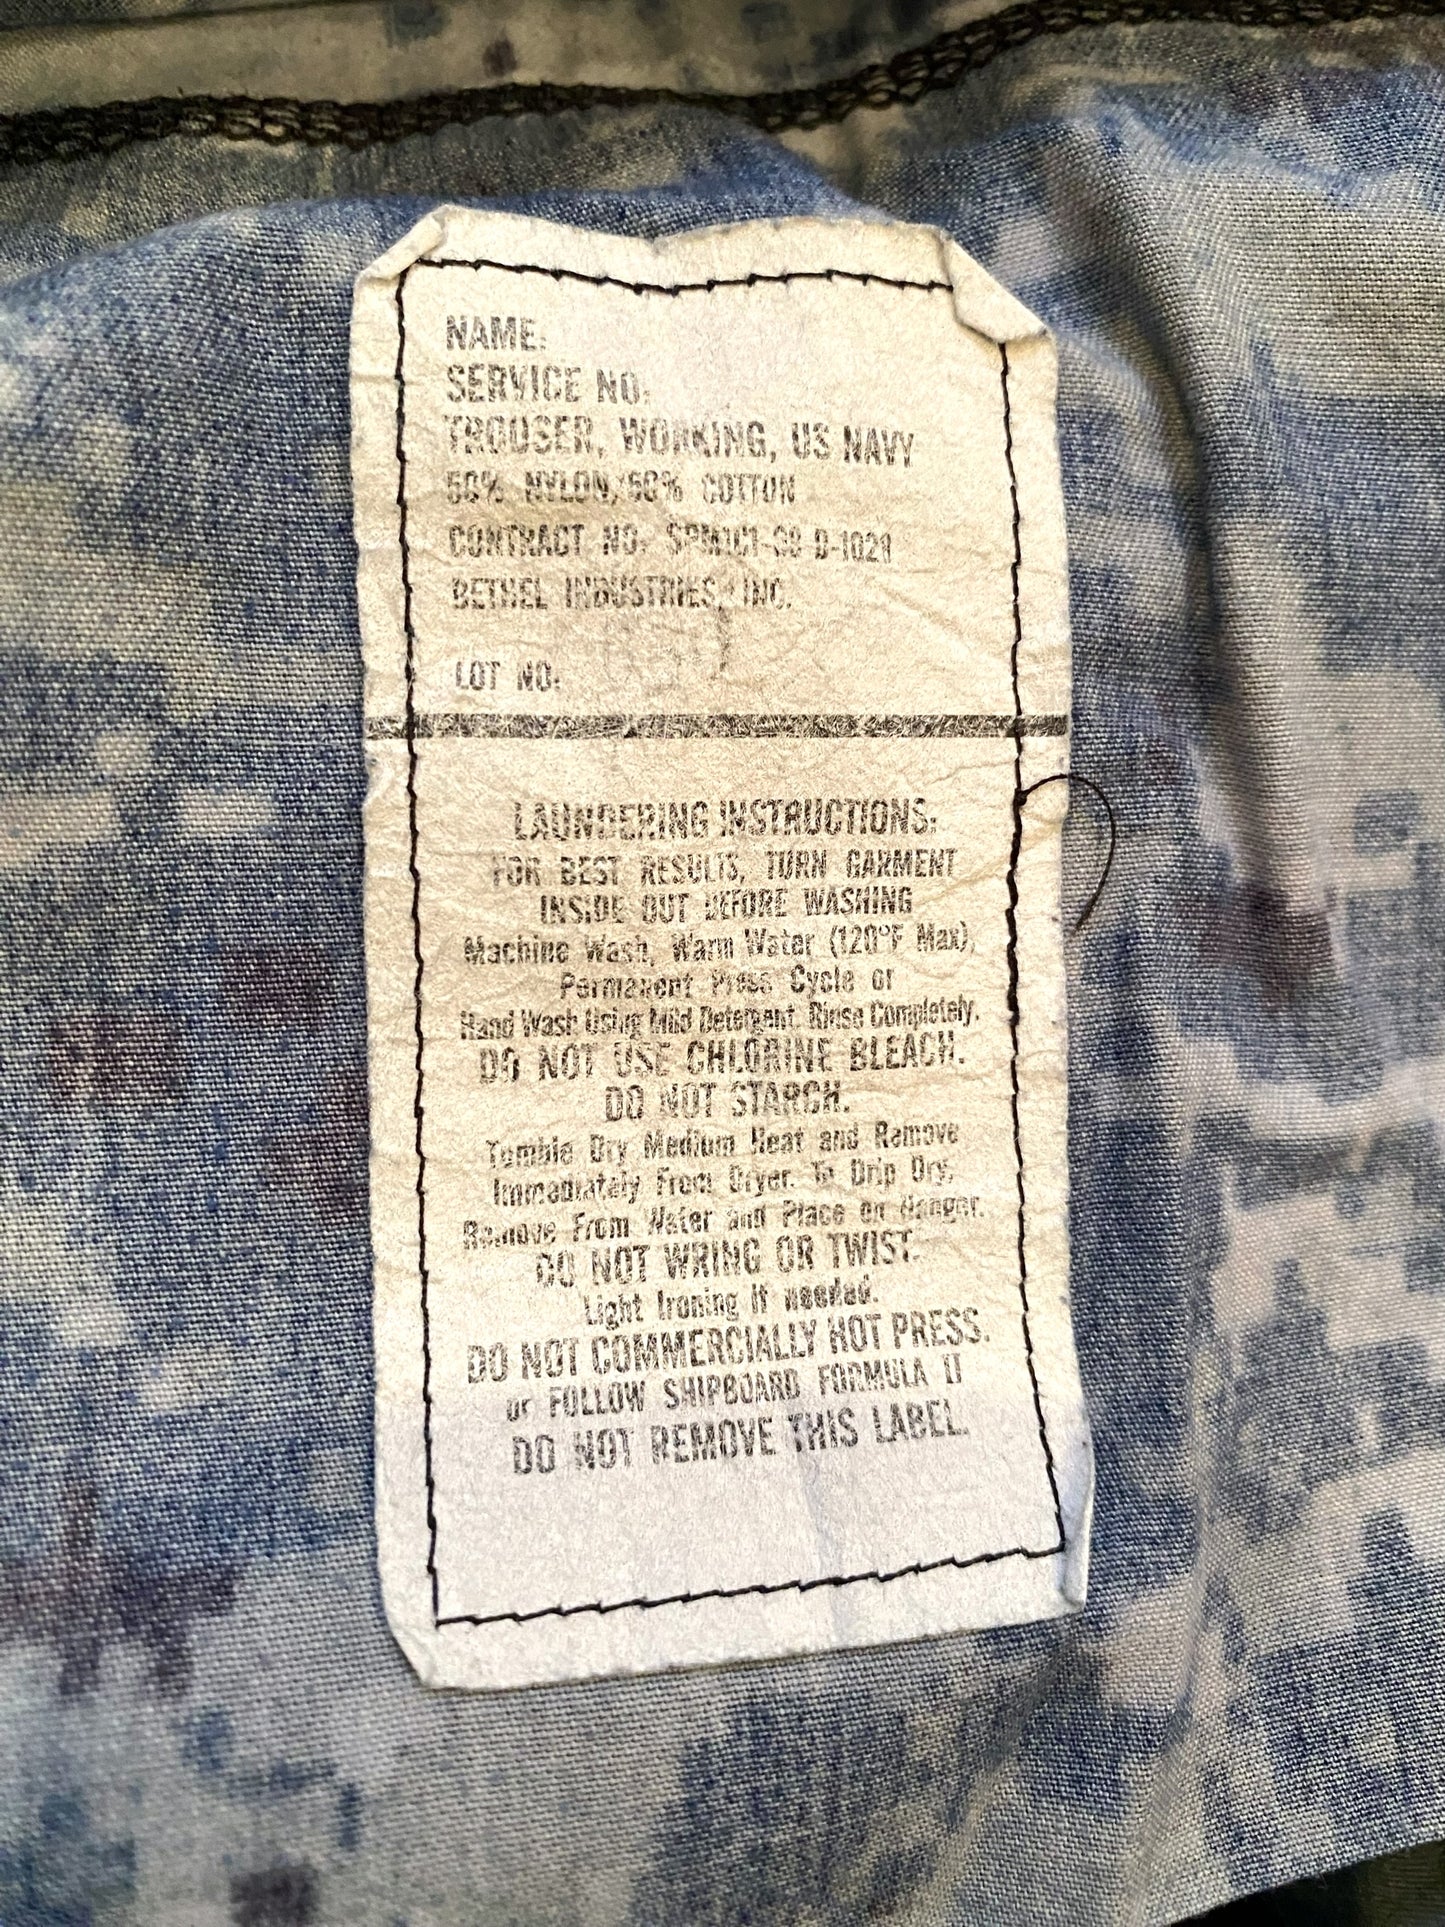 NAME:
SERVICE NO:
TROUSER, WORKING, US NAVY
50% NYLON/50% COTTON
CONTRACT NO: SPM1C1-08-D-1021
BETHEL INDUSTRIES, INC.
LOT NO:
LAUNDERING INSTRUCTIONS:
FOR BEST RESULTS, TURN GARMENT
INSIDE OUT BEFORE WASHING
Machine Wash, Warm Water (120°F Max),
Permanent Press Cycle or
Hand Wash Using Mild Detergent. Rinse Completely.
DO NOT USE CHLORINE BLEACH.
DO NOT STARCH.
Tumble Dry Medium Heat and Remove
Immediately From Dryer. To Drip Dry,
Remove From Water and Place on Hanger.
DO NOT WRING OR TWIST.
Light Ironing if needed.
DO NOT COMMERCIALLY HOT PRESS.
or FOLLOW SHIPBOARD FORMULA II
DO NOT REMOVE THIS LABEL.